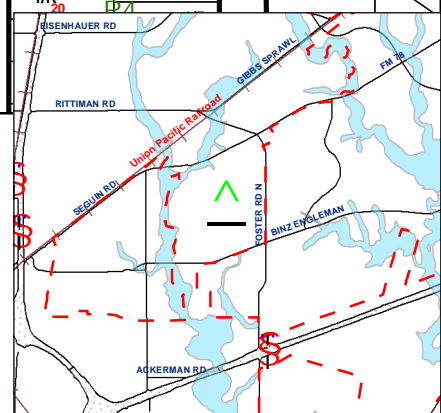 20
EISENHAUER RD
GIBBS SPRAWL
FM 78
RITTIMAN RD
Union Pacific Railroad
SEGUIN RD
FOSTER RD N
BINZ ENGLEMAN
ACKERMAN RD